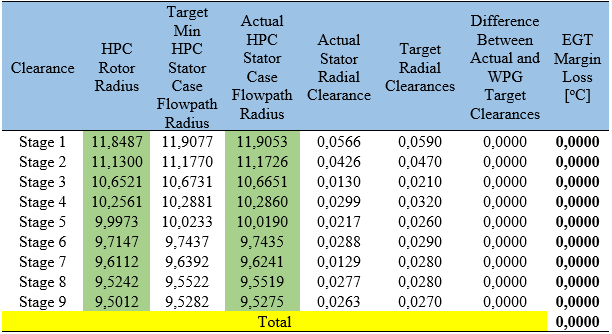 Clearance HPC Rotor Radius Target Min HPC Stator Case Flowpath Radius Actual HPC Stator Case Flowpath Radius Actual Stator Radial Clearance Target Radial Clearances Difference Between Actual and WPG Target Clearances EGT Margin Loss [°C]
Stage 1 11,8487 11,9077 11,9053 0,0566 0,0590 0,0000 0,0000
Stage 2 11,1300 11,1770 11,1726 0,0426 0,0470 0,0000 0,0000
Stage 3 10,6521 10,6731 10,6651 0,0130 0,0210 0,0000 0,0000
Stage 4 10,2561 10,2881 10,2860 0,0299 0,0320 0,0000 0,0000
Stage 5 9,9973 10,0233 10,0190 0,0217 0,0260 0,0000 0,0000
Stage 6 9,7147 9,7437 9,7435 0,0288 0,0290 0,0000 0,0000
Stage 7 9,6112 9,6392 9,6241 0,0129 0,0280 0,0000 0,0000
Stage 8 9,5242 9,5522 9,5519 0,0277 0,0280 0,0000 0,0000
Stage 9 9,5012 9,5282 9,5275 0,0263 0,0270 0,0000 0,0000
Total 0,0000